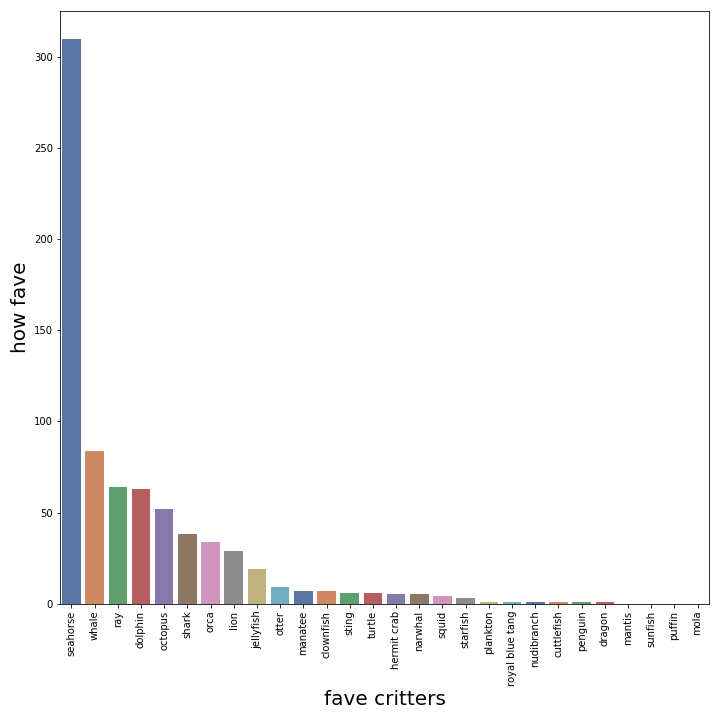 300
250
200
150
100
50
0
how fave
seahorse
whale
ray
dolphin
octopus
shark
orca
lion
jellyfish
otter
manatee
clownfish
sting
turtle
hermit crab
narwhal
squid
starfish
plankton
royal blue tang
nudibranch
cuttlefish
penguin
dragon
mantis
sunfish
puffin
mola
fave critters